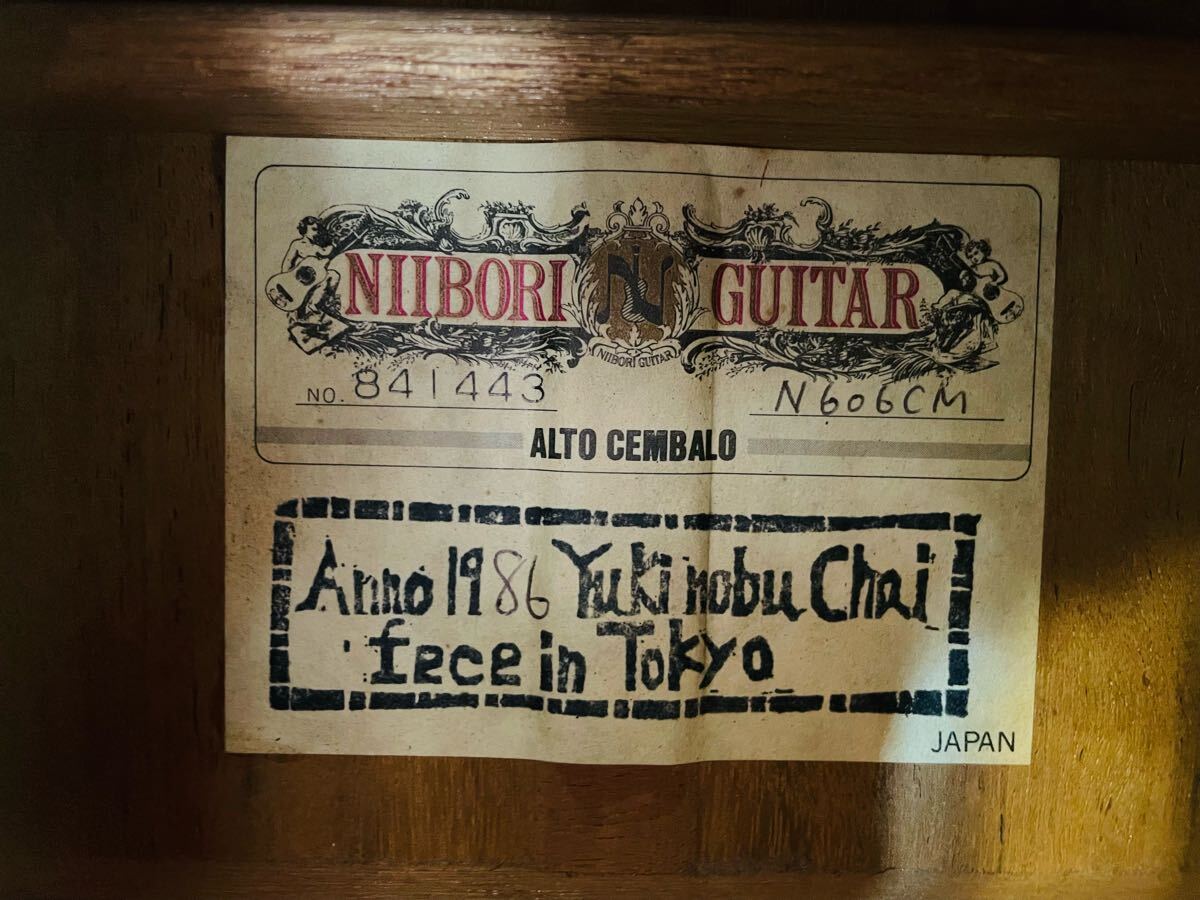 NIIBORI GUITAR
NIIBORI GUITAR
NO. 841443 N606CM
ALTO CEMBALO
Anno 1986 Yukinobu Chai
fece in Tokyo
JAPAN